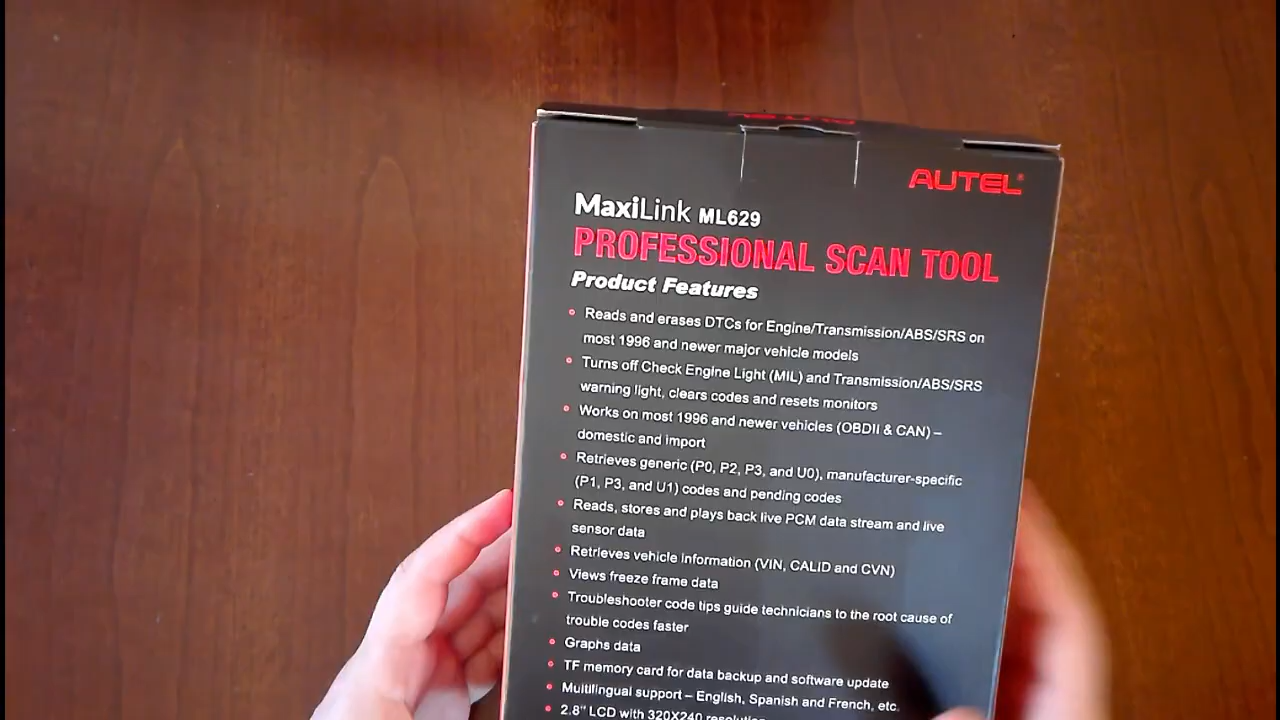 AUTEL
AUTEL®
MaxiLink ML629
PROFESSIONAL SCAN TOOL
Product Features
Reads and erases DTCs for Engine/Transmission/ABS/SRS on
most 1996 and newer major vehicle models
Turns off Check Engine Light (MIL) and Transmission/ABS/SRS
warning light, clears codes and resets monitors
Works on most 1996 and newer vehicles (OBDII & CAN) –
domestic and import
Retrieves generic (P0, P2, P3, and U0), manufacturer-specific
(P1, P3, and U1) codes and pending codes
Reads, stores and plays back live PCM data stream and live
sensor data
Retrieves vehicle information (VIN, CALID and CVN)
Views freeze frame data
Troubleshooter code tips guide technicians to the root cause of
trouble codes faster
Graphs data
TF memory card for data backup and software update
Multilingual support – English, Spanish and French, etc.
2.8" LCD with 320X240 resolution